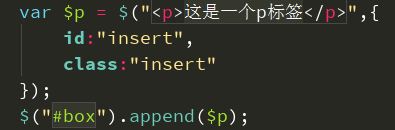 var $p = $("<p>这是一个p标签</p>",{
    id:"insert",
    class:"insert"
});
$("#box").append($p);